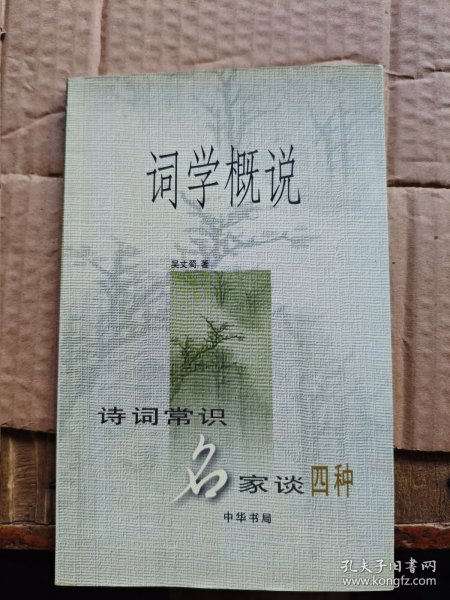 词学概说
吴丈蜀 著
诗词常识
名家谈四种
中华书局
孔夫子旧书网
www.kongfz.com